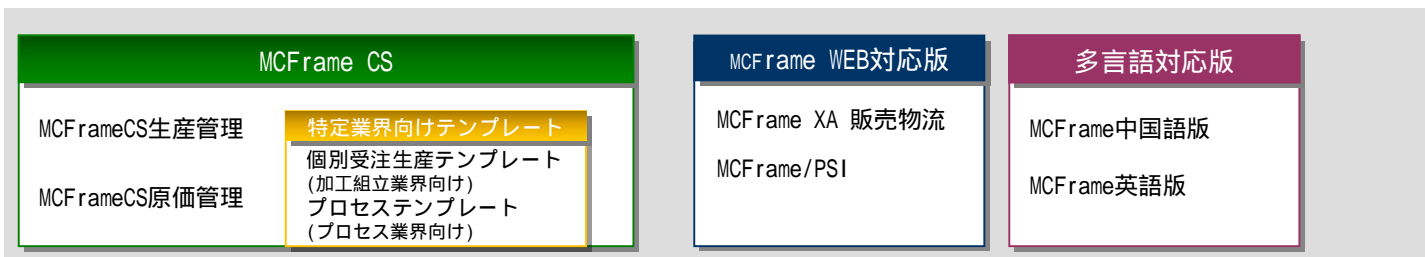 MCFrame CS
MCFrameCS生産管理
MCFrameCS原価管理
特定業界向けテンプレート
個別受注生産テンプレート
(加工組立業界向け)
プロセステンプレート
(プロセス業界向け)
MCFrame WEB対応版
MCFrame XA 販売物流
MCFrame/PSI
多言語対応版
MCFrame中国語版
MCFrame英語版